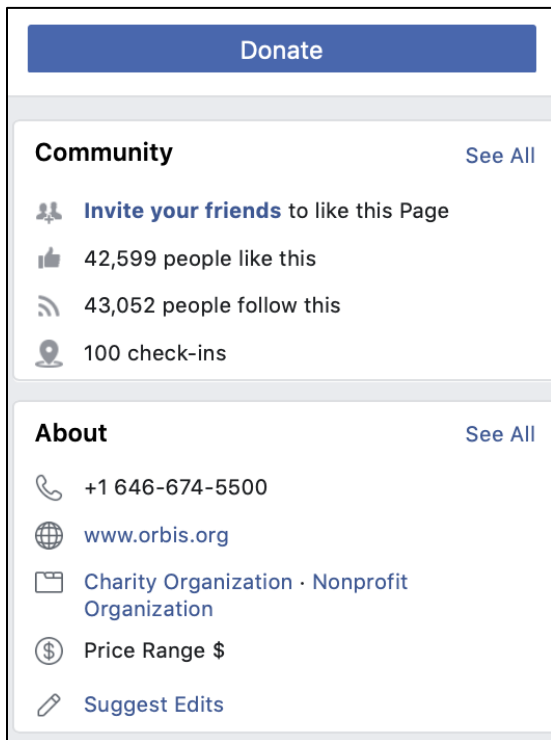 Donate
Community
See All
Invite your friends to like this Page
42,599 people like this
43,052 people follow this
100 check-ins
About
See All
+1 646-674-5500
www.orbis.org
Charity Organization · Nonprofit
Organization
$ Price Range $
Suggest Edits